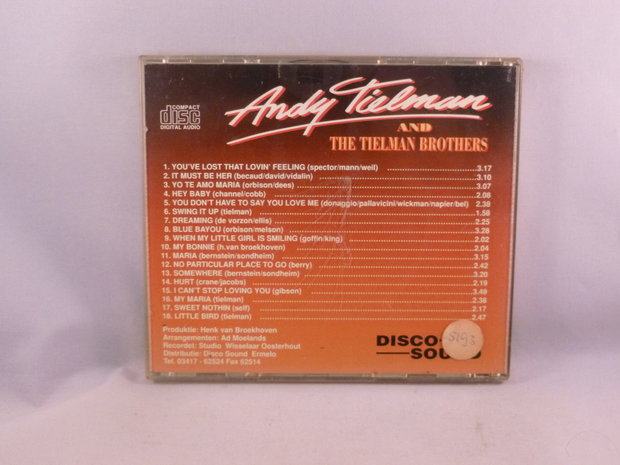 COMPACT
disc
DIGITAL AUDIO
Andy Tielman
AND
THE TIELMAN BROTHERS
1. YOU'VE LOST THAT LOVIN' FEELING (spector/mann/weil) 3.17
2. IT MUST BE HER (becaud/david/vidalin) 3.10
3. YO TE AMO MARIA (orbison/dees) 3.07
4. HEY BABY (channel/cobb) 2.08
5. YOU DON'T HAVE TO SAY YOU LOVE ME (donaggio/pallavicini/wickman/napier/bel) 2.38
6. SWING IT UP (tielman) 1.58
7. DREAMING (de vorzon/ellis) 2.25
8. BLUE BAYOU (orbison/melson) 3.28
9. WHEN MY LITTLE GIRL IS SMILING (goffin/king) 2.02
10. MY BONNIE (h.van broekhoven) 2.04
11. MARIA (bernstein/sondheim) 3.15
12. NO PARTICULAR PLACE TO GO (berry) 2.42
13. SOMEWHERE (bernstein/sondheim) 3.20
14. HURT (crane/jacobs) 2.19
15. I CAN'T STOP LOVING YOU (gibson) 3.49
16. MY MARIA (tielman) 2.38
17. SWEET NOTHIN (self) 2.17
18. LITTLE BIRD (tielman) 2.47
Produktie: Henk van Broekhoven
Arrangementen: Ad Moelands
Recordet: Studio Wisselaar Oosterhout
Distributie: Disco Sound Ermelo
Tel. 03417 - 62524 Fax 62514
DISCO
SOUND